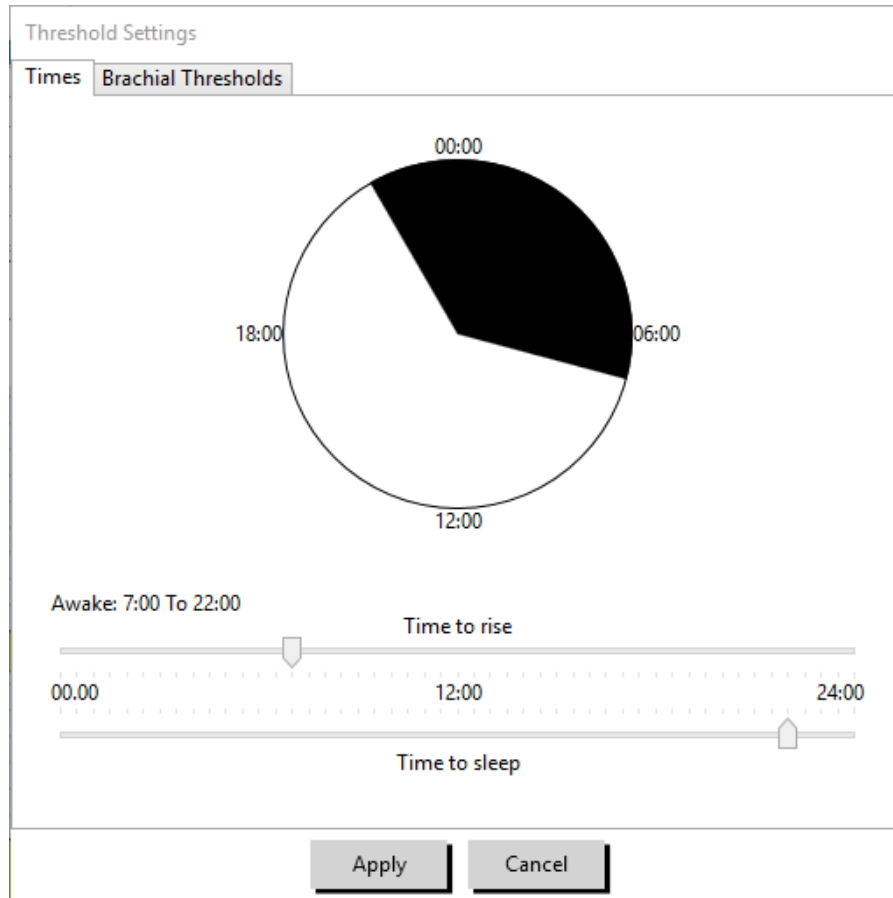 Threshold Settings
Times Brachial Thresholds
00:00
18:00 06:00
12:00
Awake: 7:00 To 22:00
Time to rise
00.00 12:00 24:00
Time to sleep
Apply Cancel